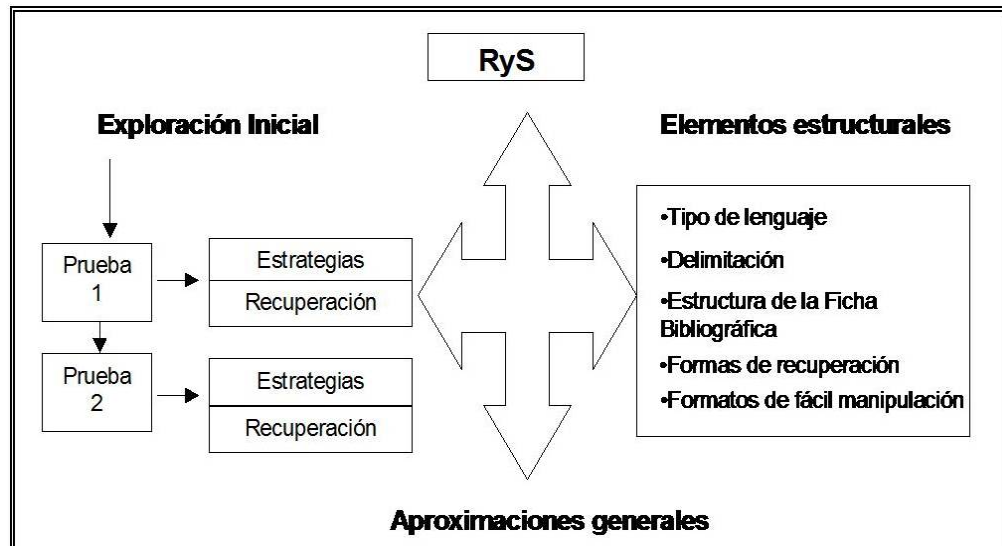 RyS
Exploración Inicial
Prueba
1
Estrategias
Recuperación
Prueba
2
Estrategias
Recuperación
Elementos estructurales
•Tipo de lenguaje
•Delimitación
•Estructura de la Ficha
Bibliográfica
•Formas de recuperación
•Formatos de fácil manipulación
Aproximaciones generales